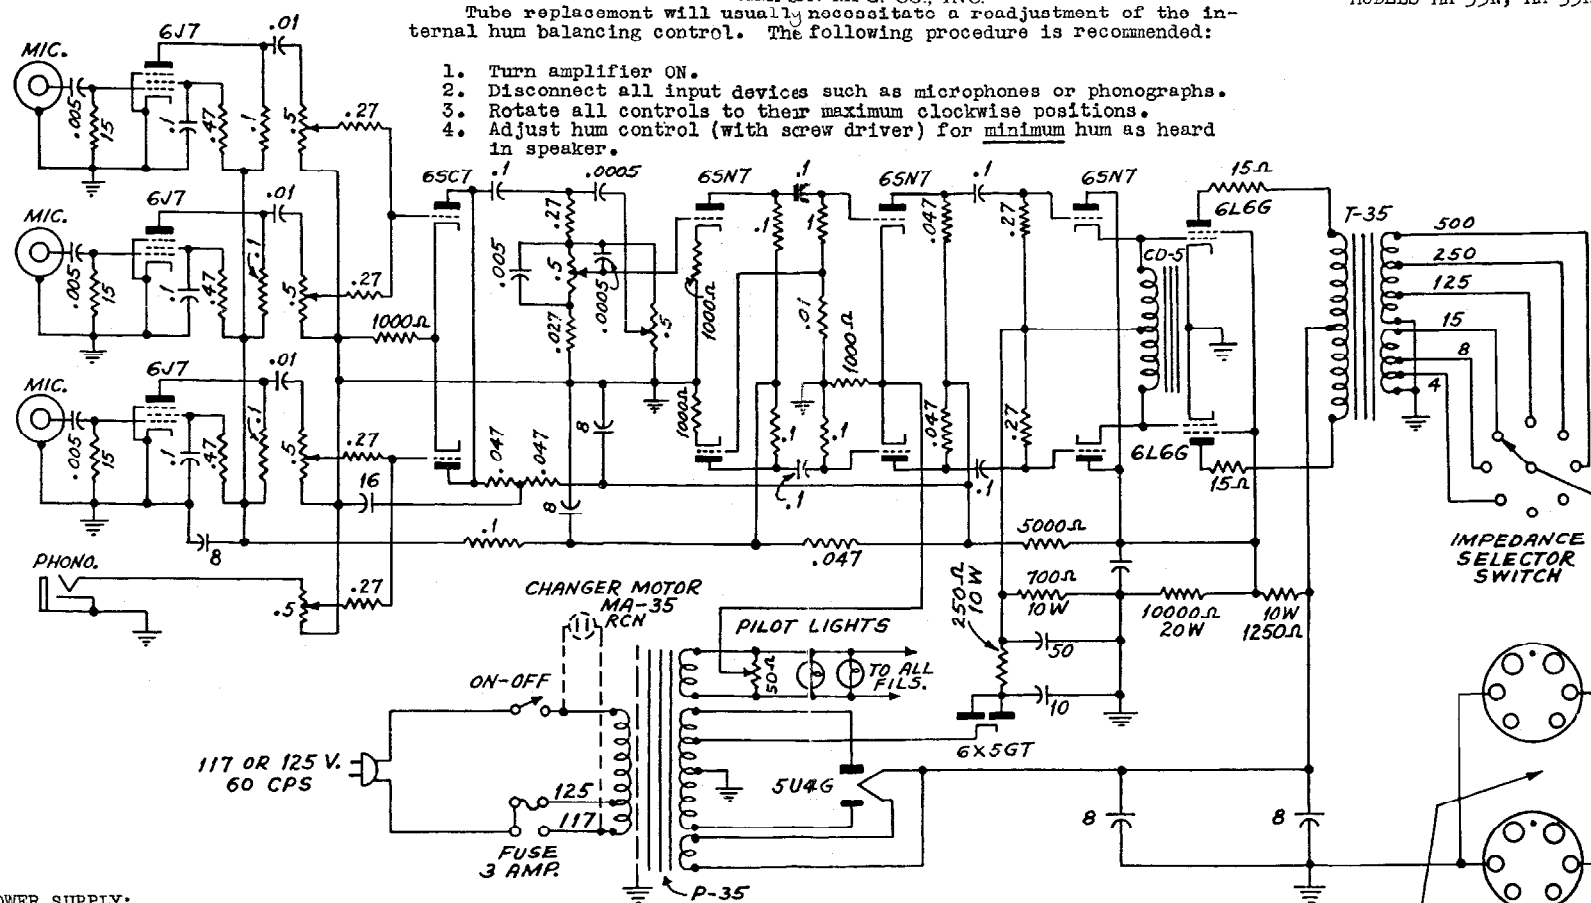 Tube replacement will usually necessitate a readjustment of the in-
ternal hum balancing control. The following procedure is recommended:
1. Turn amplifier ON.
2. Disconnect all input devices such as microphones or phonographs.
3. Rotate all controls to their maximum clockwise positions.
4. Adjust hum control (with screw driver) for minimum hum as heard
in speaker.
MIC.
6J7
.01
.005
15
.1
.47
.1
.5
.27
MIC.
6J7
.01
.005
15
.1
.47
.1
.5
.27
1000Ω
MIC.
6J7
.01
.005
15
.1
.47
.1
.5
.27
16
8
PHONO.
.5
.27
6SC7
.1
.0005
.27
.005
.5
.0005
.5
.027
.047
.047
8
8
.1
6SN7
.1
1000Ω
1000Ω
.1
.1
.01
.1
.1
.1
1000Ω
.047
6SN7
.1
.047
.27
.047
.27
.1
6SN7
CD-5
15Ω
6L6G
6L6G
15Ω
T-35
500
250
125
15
8
4
IMPEDANCE
SELECTOR
SWITCH
5000Ω
250Ω
10W
700Ω
10W
10000Ω
20W
10W
1250Ω
50
10
6X5GT
CHANGER MOTOR
MA-35
RCN
PILOT LIGHTS
50Ω
TO ALL
FILS.
ON-OFF
117 OR 125 V.
60 CPS
125
117
FUSE
3 AMP.
P-35
5U4G
8
8